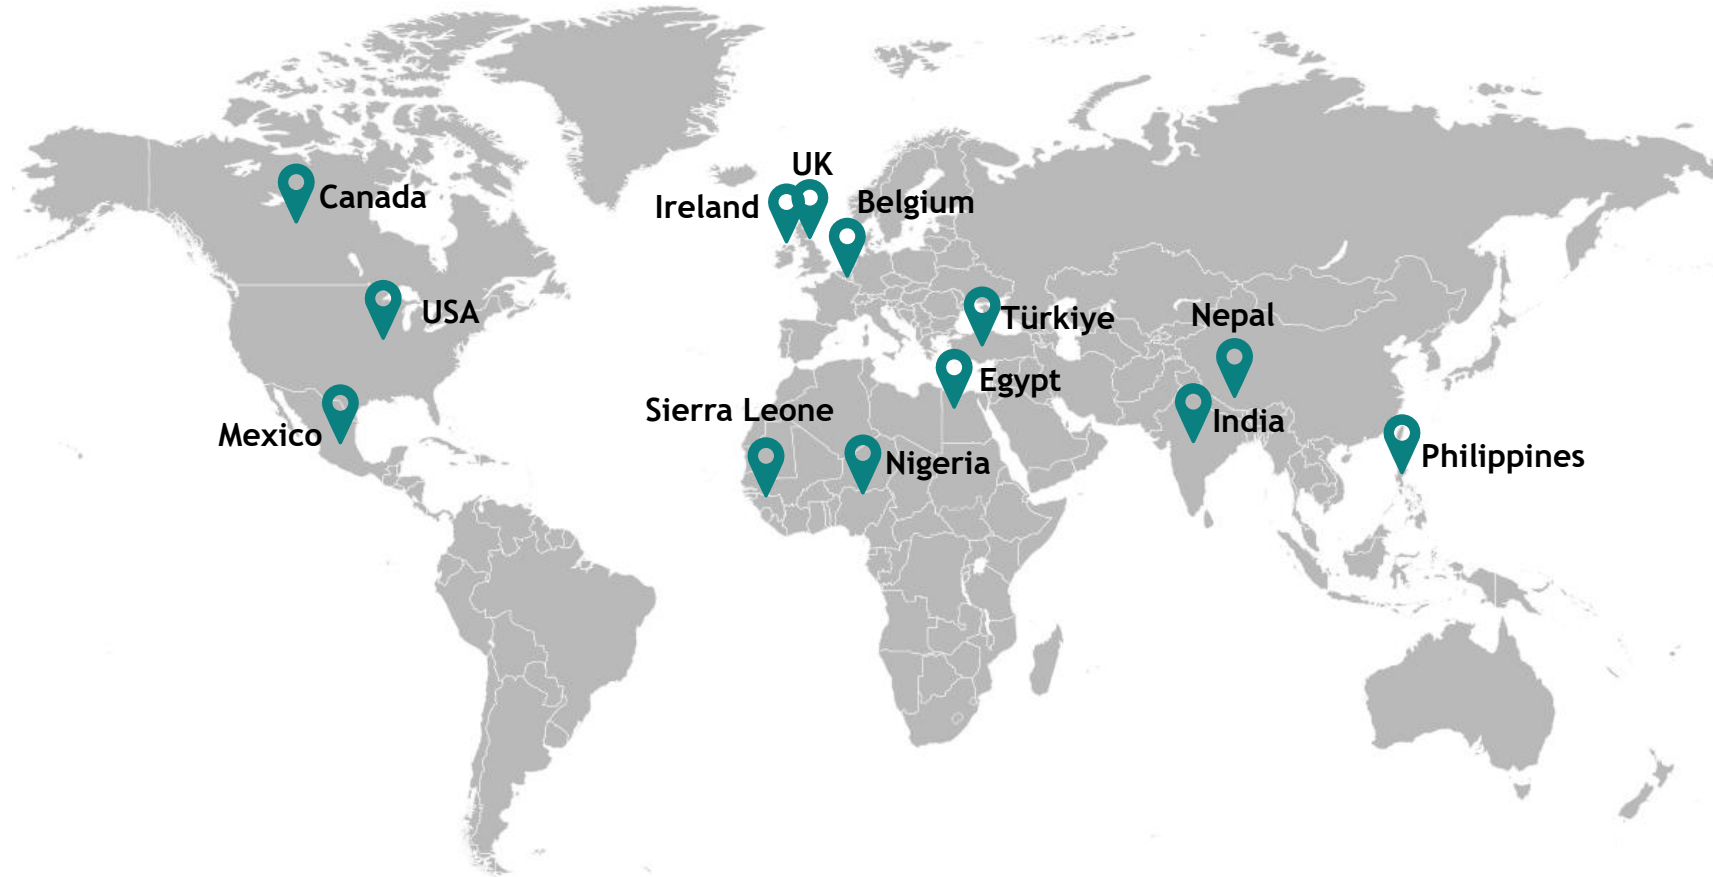 UK
Canada
Ireland
Belgium
USA
Türkiye
Nepal
Egypt
Sierra Leone
India
Mexico
Nigeria
Philippines